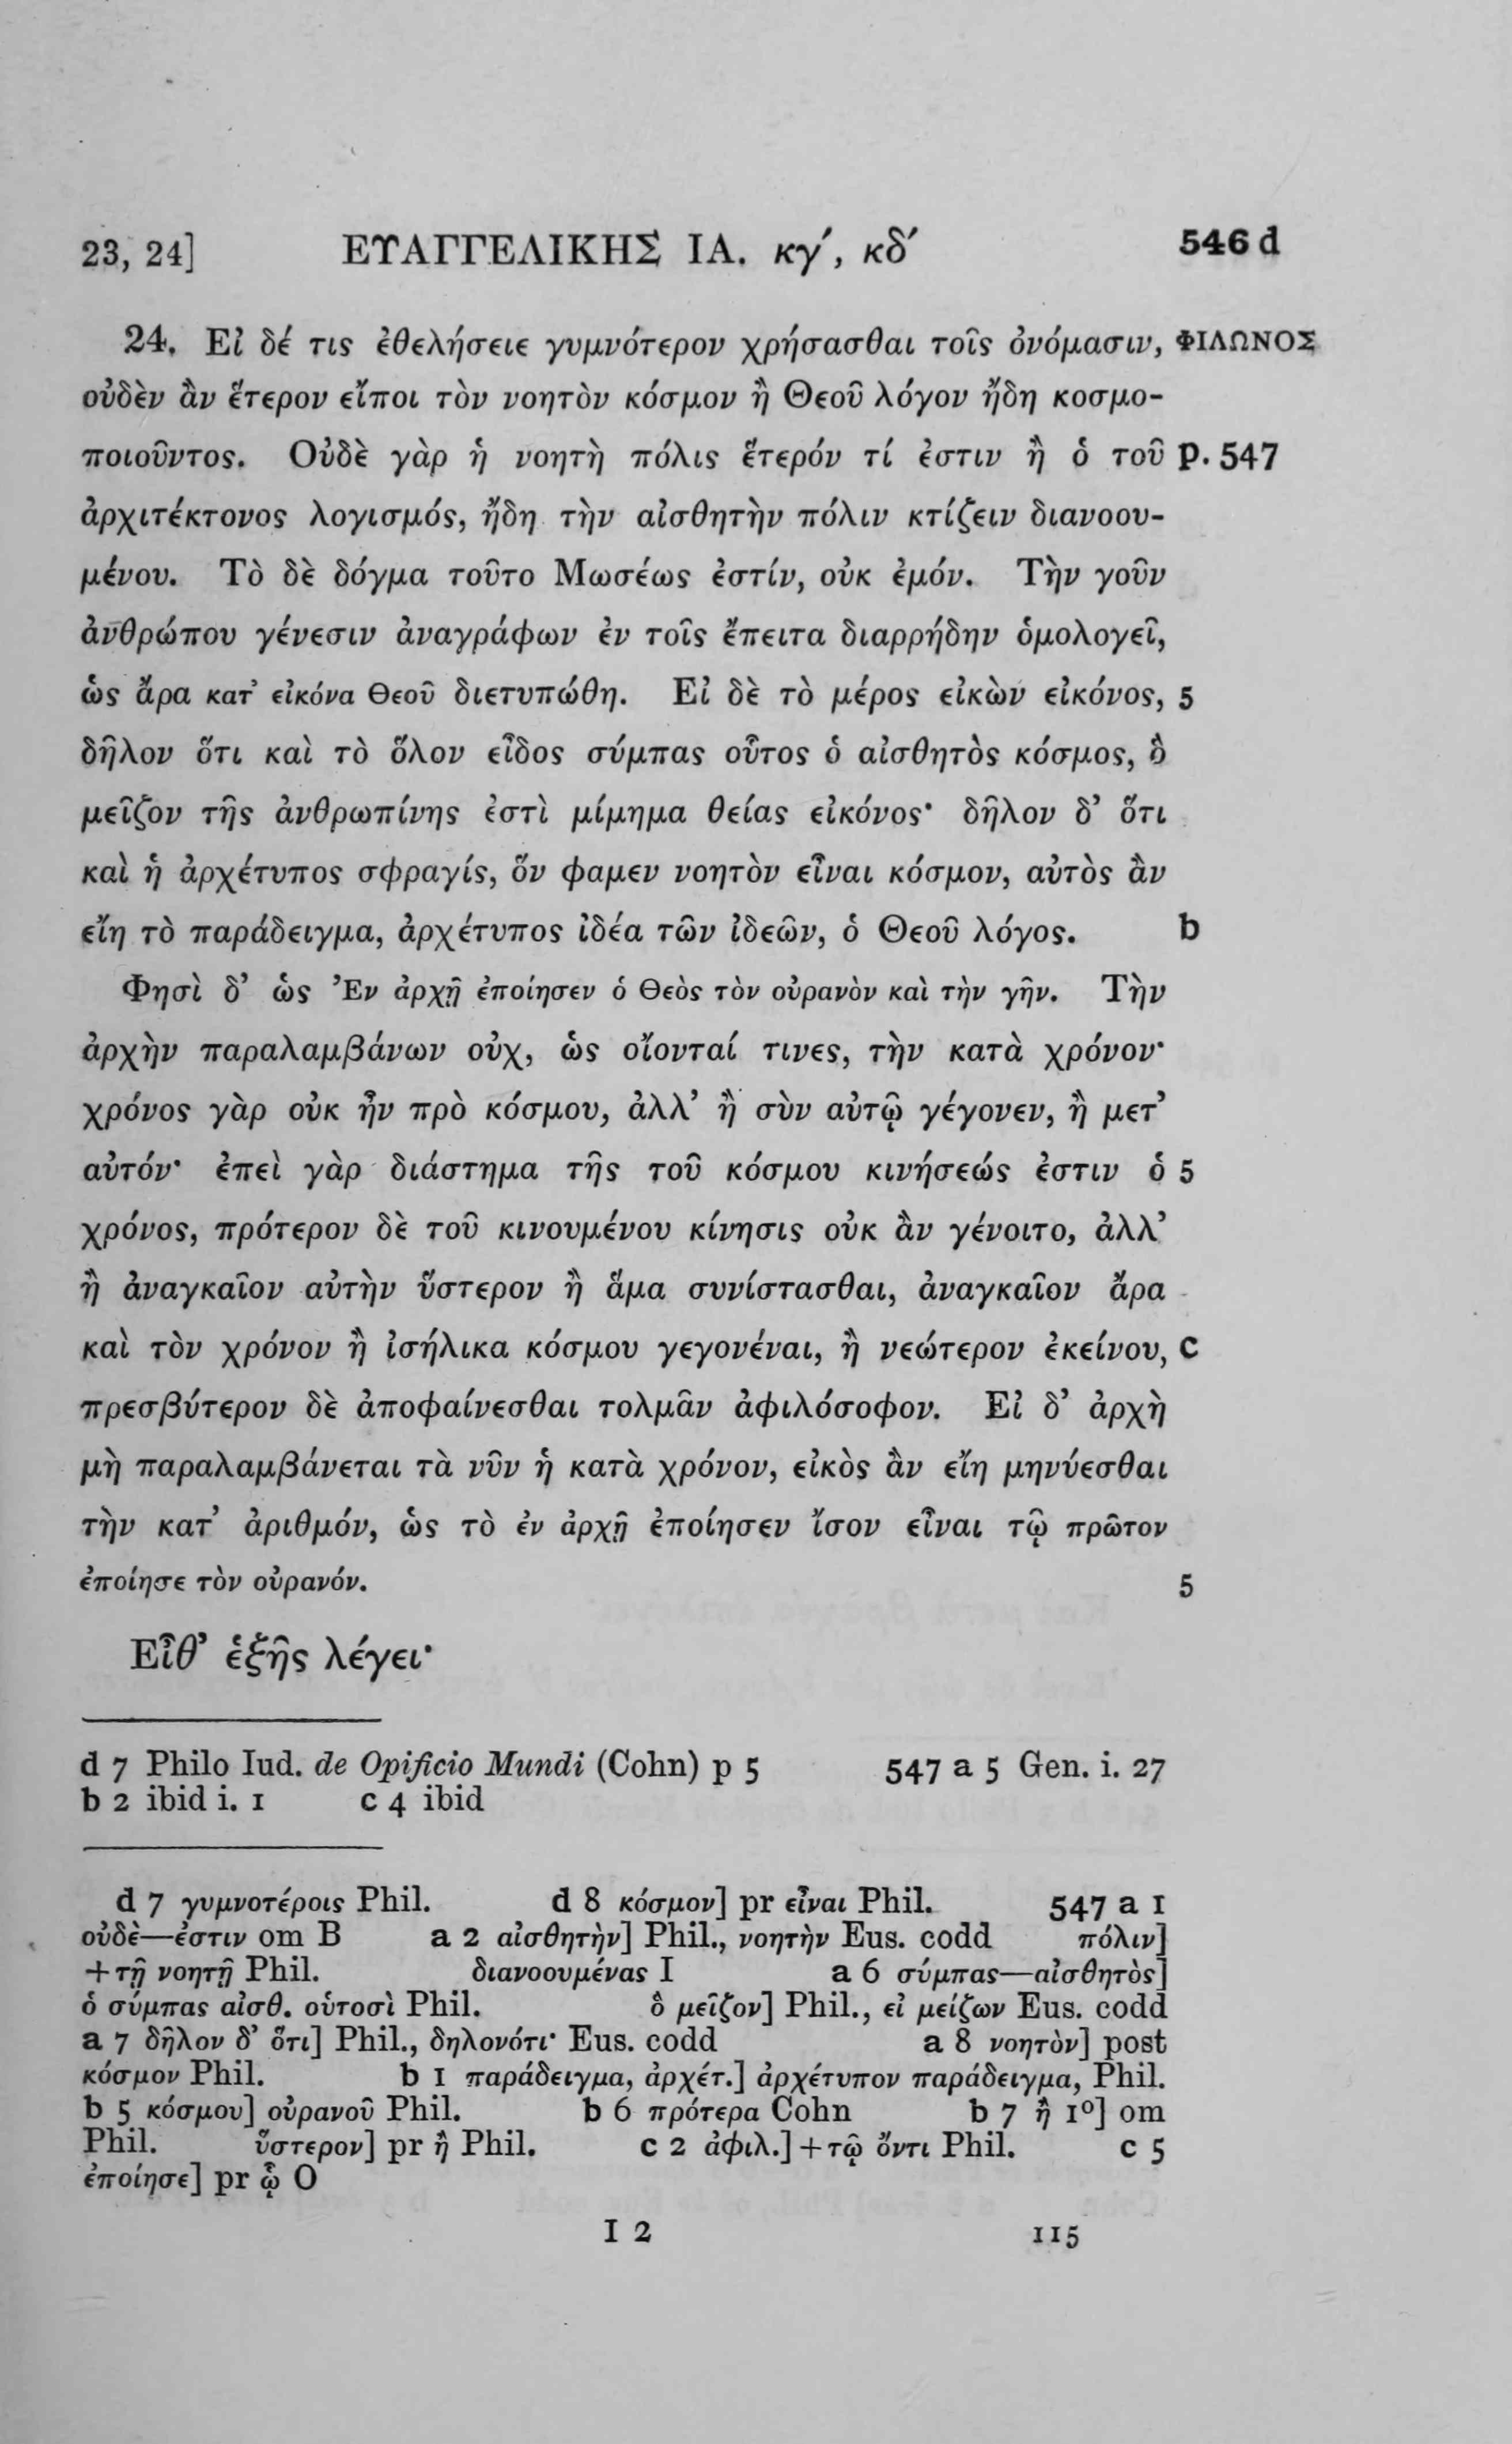 23, 24] ΕΥΑΓΓΕΛΙΚΗΣ ΙΑ. κγ′, κδ′ 546 d
24. Εἰ δέ τις ἐθελήσειε γυμνότερον χρήσασθαι τοῖς ὀνόμασιν, ΦΙΛΩΝΟΣ
οὐδὲν ἂν ἕτερον εἴποι τὸν νοητὸν κόσμον ἢ Θεοῦ λόγον ἤδη κοσμο-
ποιοῦντος. Οὐδὲ γὰρ ἡ νοητὴ πόλις ἕτερόν τί ἐστιν ἢ ὁ τοῦ p. 547
ἀρχιτέκτονος λογισμός, ἤδη τὴν αἰσθητὴν πόλιν κτίζειν διανοου-
μένου. Τὸ δὲ δόγμα τοῦτο Μωσέως ἐστίν, οὐκ ἐμόν. Τὴν γοῦν
ἀνθρώπου γένεσιν ἀναγράφων ἐν τοῖς ἔπειτα διαρρήδην ὁμολογεῖ,
ὡς ἄρα κατ᾽ εἰκόνα Θεοῦ διετυπώθη. Εἰ δὲ τὸ μέρος εἰκὼν εἰκόνος, 5
δῆλον ὅτι καὶ τὸ ὅλον εἶδος σύμπας οὗτος ὁ αἰσθητὸς κόσμος, ὃ
μεῖζον τῆς ἀνθρωπίνης ἐστὶ μίμημα θείας εἰκόνος· δῆλον δ᾽ ὅτι
καὶ ἡ ἀρχέτυπος σφραγίς, ὅν φαμεν νοητὸν εἶναι κόσμον, αὐτὸς ἂν
εἴη τὸ παράδειγμα, ἀρχέτυπος ἰδέα τῶν ἰδεῶν, ὁ Θεοῦ λόγος. b
Φησὶ δ᾽ ὡς Ἐν ἀρχῇ ἐποίησεν ὁ Θεὸς τὸν οὐρανὸν καὶ τὴν γῆν. Τὴν
ἀρχὴν παραλαμβάνων οὐχ, ὡς οἴονταί τινες, τὴν κατὰ χρόνον·
χρόνος γὰρ οὐκ ἦν πρὸ κόσμου, ἀλλ᾽ ἢ σὺν αὐτῷ γέγονεν, ἢ μετ᾽
αὐτόν· ἐπεὶ γὰρ διάστημα τῆς τοῦ κόσμου κινήσεώς ἐστιν ὁ 5
χρόνος, πρότερον δὲ τοῦ κινουμένου κίνησις οὐκ ἂν γένοιτο, ἀλλ᾽
ἢ ἀναγκαῖον αὐτὴν ὕστερον ἢ ἅμα συνίστασθαι, ἀναγκαῖον ἄρα
καὶ τὸν χρόνον ἢ ἰσήλικα κόσμου γεγονέναι, ἢ νεώτερον ἐκείνου, c
πρεσβύτερον δὲ ἀποφαίνεσθαι τολμᾶν ἀφιλόσοφον. Εἰ δ᾽ ἀρχὴ
μὴ παραλαμβάνεται τὰ νῦν ἡ κατὰ χρόνον, εἰκὸς ἂν εἴη μηνύεσθαι
τὴν κατ᾽ ἀριθμόν, ὡς τὸ ἐν ἀρχῇ ἐποίησεν ἴσον εἶναι τῷ πρῶτον
ἐποίησε τὸν οὐρανόν. 5
Εἶθ᾽ ἑξῆς λέγει·
d 7 Philo Iud. de Opificio Mundi (Cohn) p 5 547 a 5 Gen. i. 27
b 2 ibid i. 1 c 4 ibid
d 7 γυμνοτέροις Phil. d 8 κόσμον] pr εἶναι Phil. 547 a 1
οὐδὲ—ἐστιν om B a 2 αἰσθητὴν] Phil., νοητὴν Eus. codd πόλιν]
+τῇ νοητῇ Phil. διανοουμένας I a 6 σύμπας—αἰσθητὸς]
ὁ σύμπας αἰσθ. οὑτοσὶ Phil. ὃ μεῖζον] Phil., εἰ μείζων Eus. codd
a 7 δῆλον δ᾽ ὅτι] Phil., δηλονότι· Eus. codd a 8 νοητὸν] post
κόσμον Phil. b 1 παράδειγμα, ἀρχέτ.] ἀρχέτυπον παράδειγμα, Phil.
b 5 κόσμου] οὐρανοῦ Phil. b 6 πρότερα Cohn b 7 ἢ 1º] om
Phil. ὕστερον] pr ἢ Phil. c 2 ἀφιλ.]+τῷ ὄντι Phil. c 5
ἐποίησε] pr ᾧ O
I 2 115